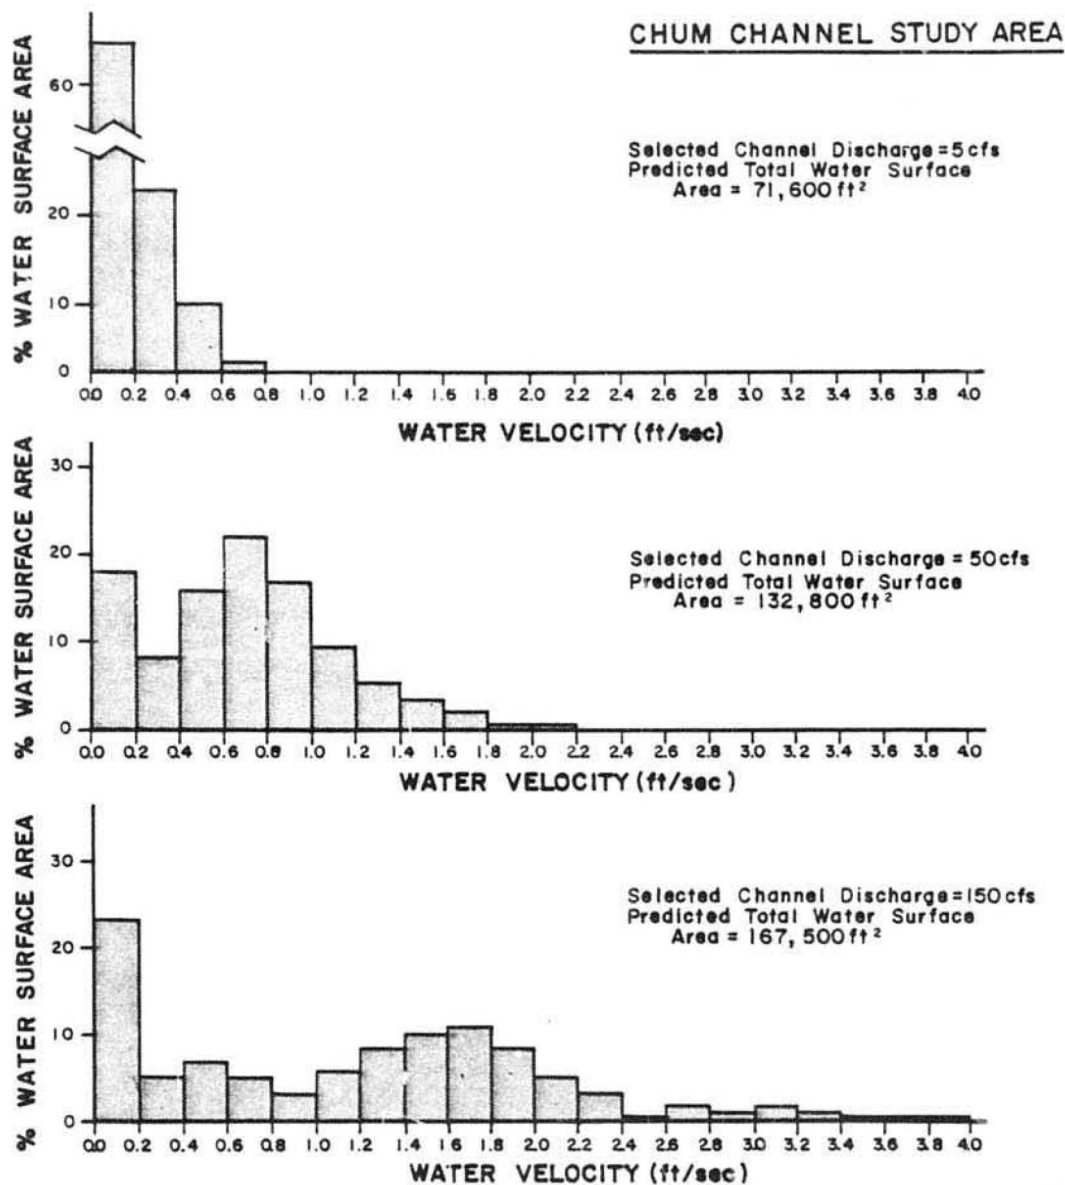 CHUM CHANNEL STUDY AREA
% WATER SURFACE AREA
60
20
10
0
Selected Channel Discharge = 5 cfs
Predicted Total Water Surface
Area = 71,600 ft²
0.0 0.2 0.4 0.6 0.8 1.0 1.2 1.4 1.6 1.8 2.0 2.2 2.4 2.6 2.8 3.0 3.2 3.4 3.6 3.8 4.0
WATER VELOCITY (ft/sec)
% WATER SURFACE AREA
30
20
10
0
Selected Channel Discharge = 50 cfs
Predicted Total Water Surface
Area = 132,800 ft²
0.0 0.2 0.4 0.6 0.8 1.0 1.2 1.4 1.6 1.8 2.0 2.2 2.4 2.6 2.8 3.0 3.2 3.4 3.6 3.8 4.0
WATER VELOCITY (ft/sec)
% WATER SURFACE AREA
30
20
10
0
Selected Channel Discharge = 150 cfs
Predicted Total Water Surface
Area = 167,500 ft²
0.0 0.2 0.4 0.6 0.8 1.0 1.2 1.4 1.6 1.8 2.0 2.2 2.4 2.6 2.8 3.0 3.2 3.4 3.6 3.8 4.0
WATER VELOCITY (ft/sec)